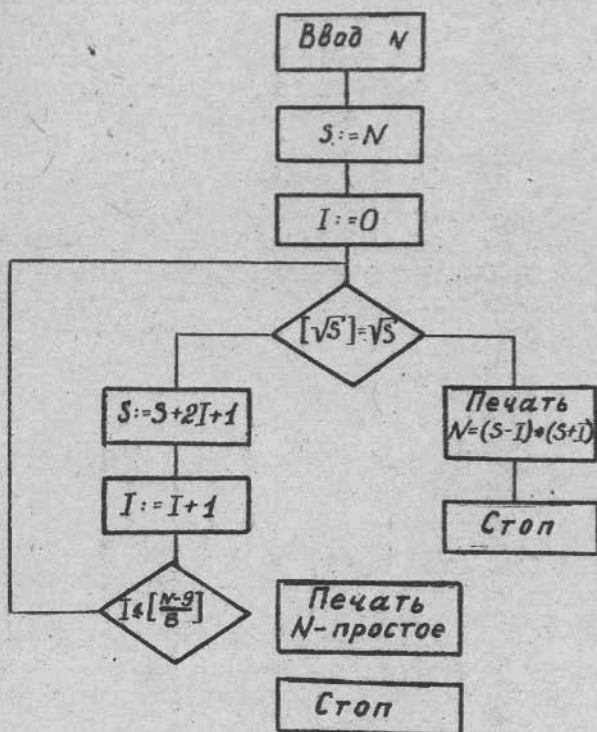 Ввод N
S:=N
I:=0
[√S]=√S
S:=S+2I+1
I:=I+1
I≤[(N-9)/6]
Печать
N=(S-I)*(S+I)
Стоп
Печать
N-простое
Стоп